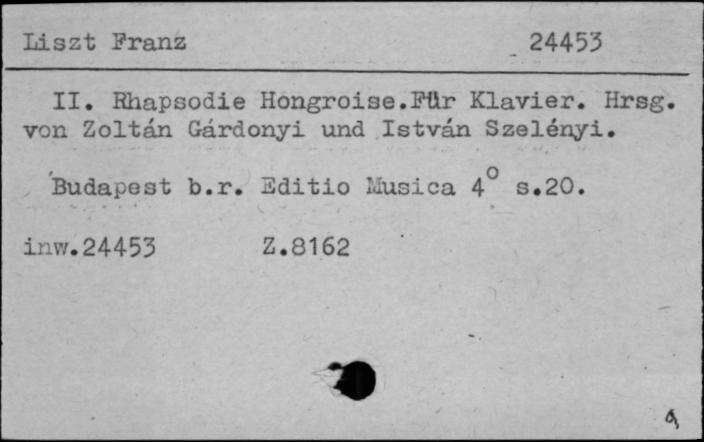 Liszt Franz 24453
II. Rhapsodie Hongroise.Für Klavier. Hrsg.
von Zoltán Gárdonyi und István Szelényi.
Budapest b.r. Editio Musica 4° s.20.
inw.24453 Z.8162